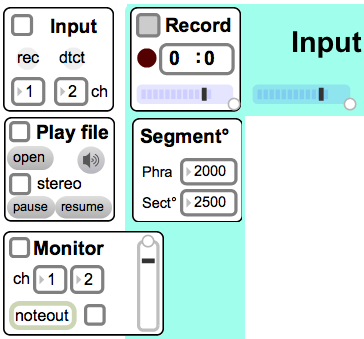 Input
rec dtct
1 2 ch
Record
0 :0
Input
Play file
open
stereo
pause resume
Segment°
Phra 2000
Sect° 2500
Monitor
ch 1 2
noteout